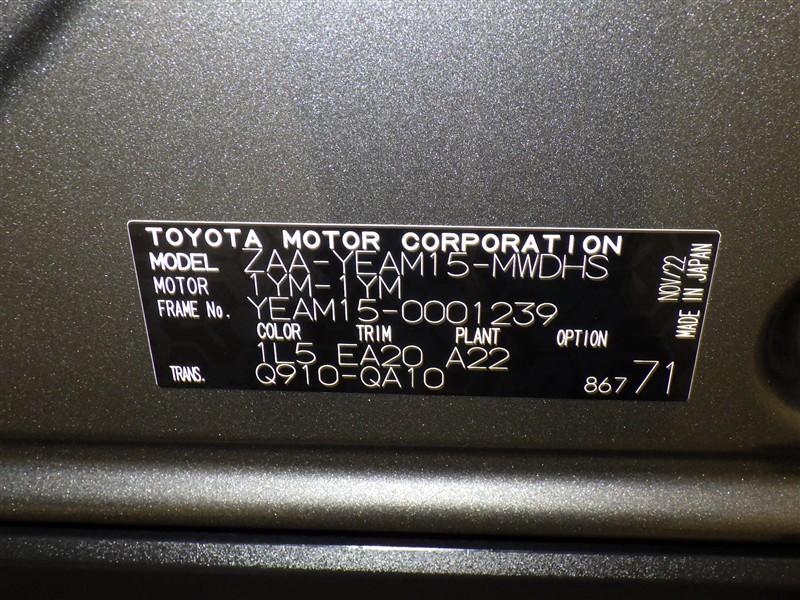 TOYOTA MOTOR CORPORATION
MODEL ZAA-YEAM15-MWDHS
MOTOR 1YM-1YM
FRAME No. YEAM15-0001239
COLOR TRIM PLANT OPTION
1L5 EA20 A22
TRANS. Q910-QA10
867 71
NOV/22
MADE IN JAPAN